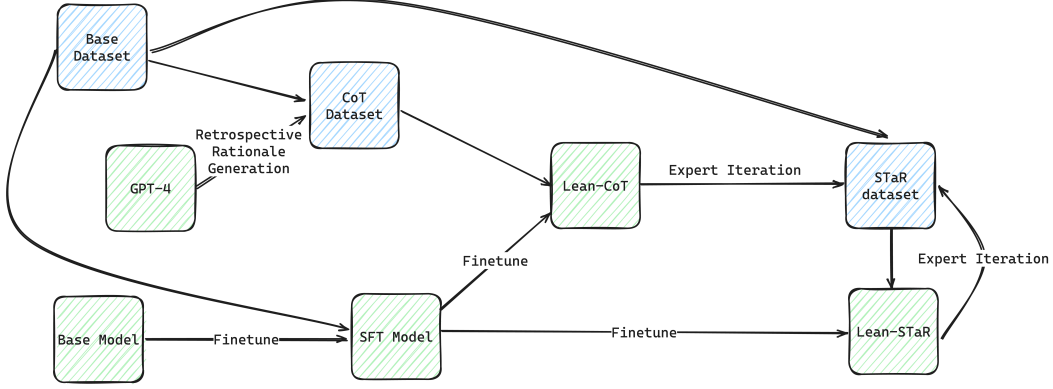 Base
Dataset
CoT
Dataset
Retrospective
Rationale
Generation
GPT-4
Lean-CoT
Expert Iteration
STaR
dataset
Finetune
Expert Iteration
Base Model
Finetune
SFT Model
Finetune
Lean-STaR